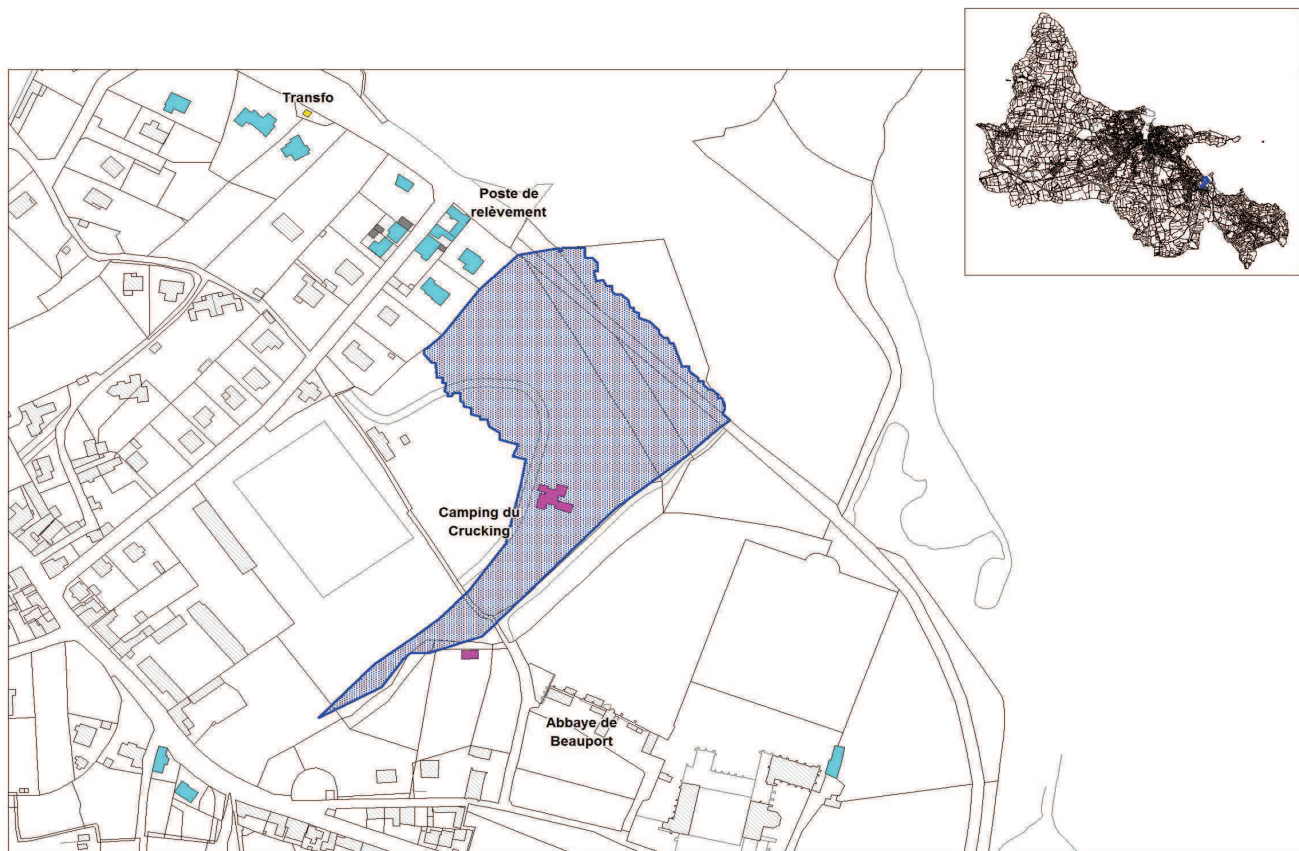 Transfo
Poste de
relèvement
Camping du
Crucking
Abbaye de
Beauport